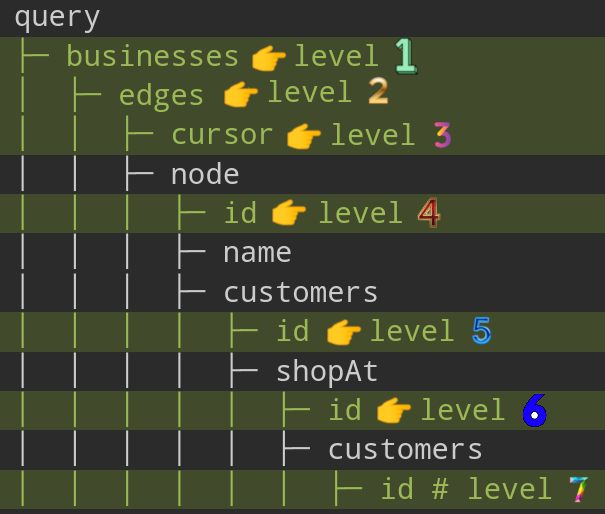 query
├─ businesses 👉 level 1
│  ├─ edges 👉 level 2
│  │  ├─ cursor 👉 level 3
│  │  ├─ node
│  │  │  ├─ id 👉 level 4
│  │  │  ├─ name
│  │  │  ├─ customers
│  │  │  │  ├─ id 👉 level 5
│  │  │  │  ├─ shopAt
│  │  │  │  │  ├─ id 👉 level 6
│  │  │  │  │  ├─ customers
│  │  │  │  │  │  ├─ id # level 7